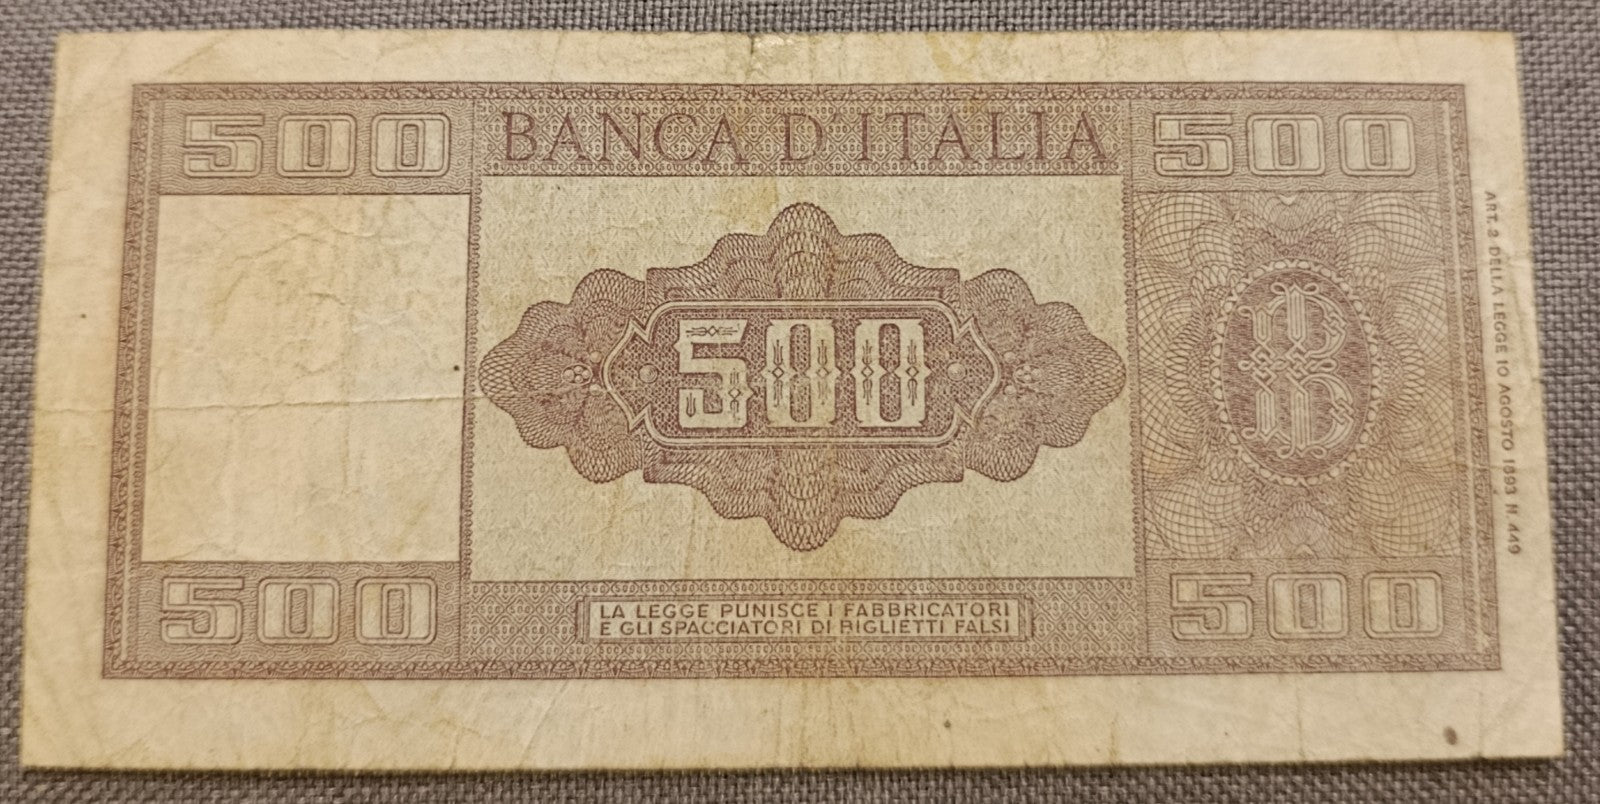 500 BANCA D'ITALIA 500
500
B
ART. 3 DELLA LEGGE 10 AGOSTO 1893 N 449
500 LA LEGGE PUNISCE I FABBRICATORI 500
E GLI SPACCIATORI DI BIGLIETTI FALSI